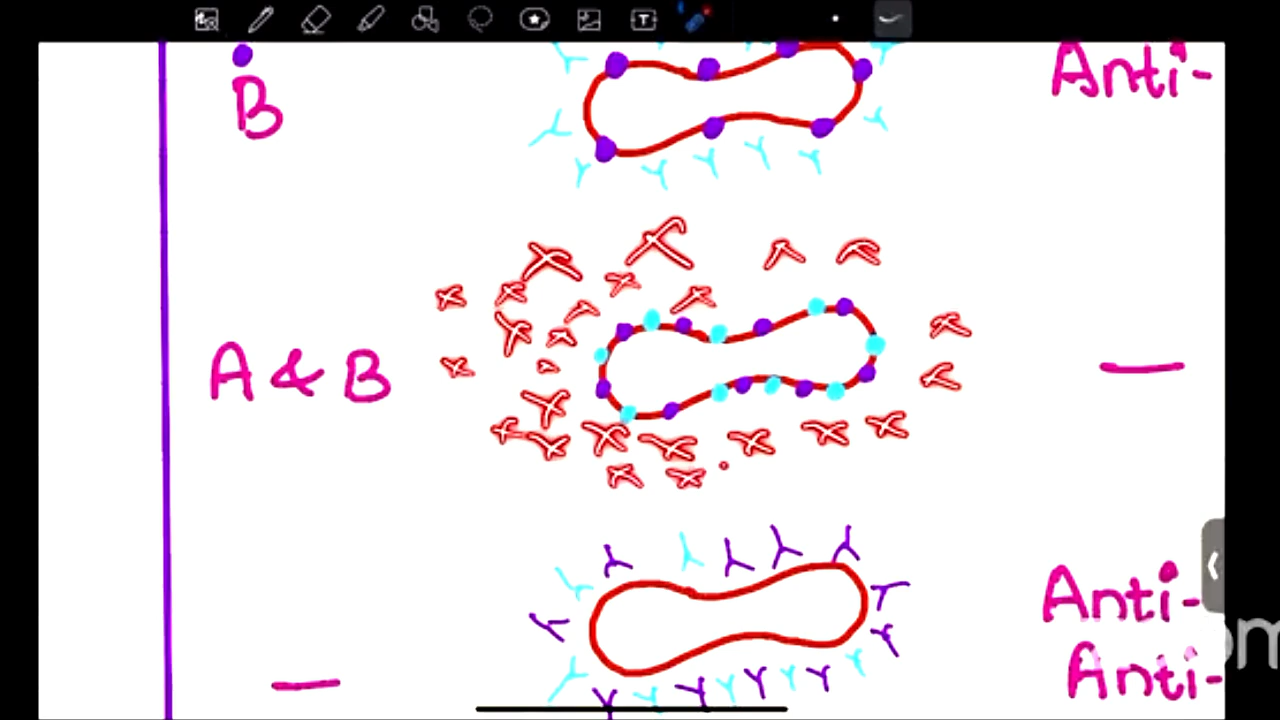 B
Anti-
A & B
—
Anti-
Anti-
—